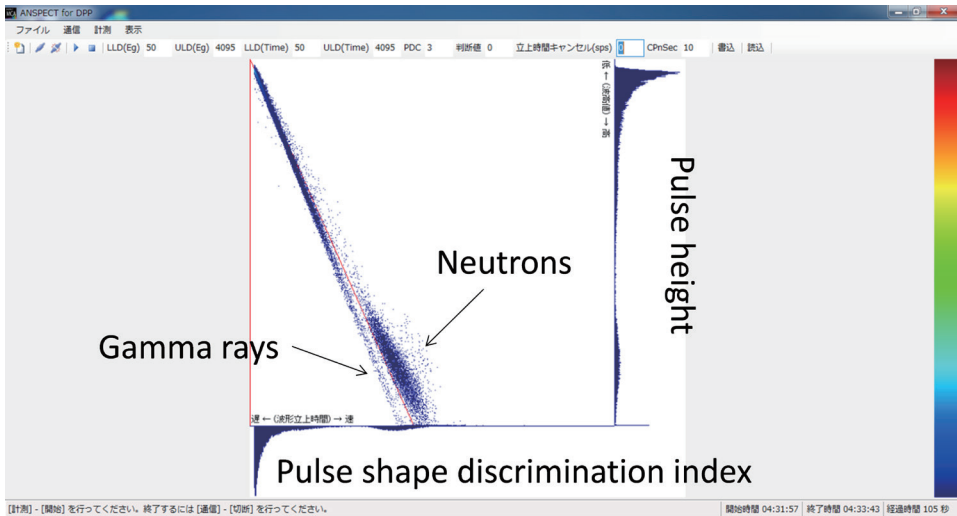 ANSPECT for DPP
ファイル 通信 計測 表示
LLD(Eg) 50 ULD(Eg) 4095 LLD(Time) 50 ULD(Time) 4095 PDC 3 判断値 0 立上時間キャンセル(sps) 0 CPnSec 10 書込 読込
低 ← (波高値) → 高
Pulse height
Neutrons
Gamma rays
遅 ← (波形立上時間) → 速
Pulse shape discrimination index
[計測] - [開始] を行ってください。終了するには [通信] - [切断] を行ってください。
開始時間 04:31:57 終了時間 04:33:43 経過時間 105 秒